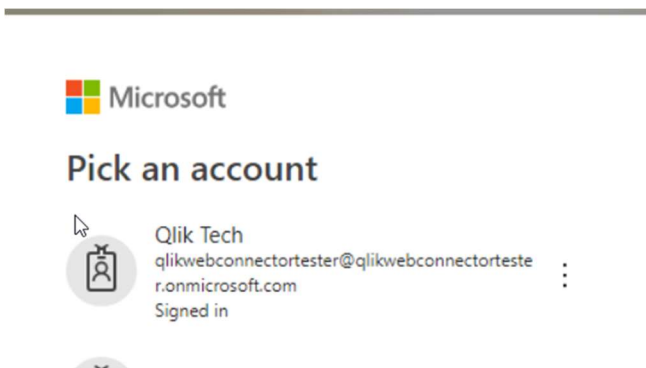 Microsoft
Pick an account
Qlik Tech
qlikwebconnectortester@qlikwebconnectorteste
r.onmicrosoft.com
Signed in